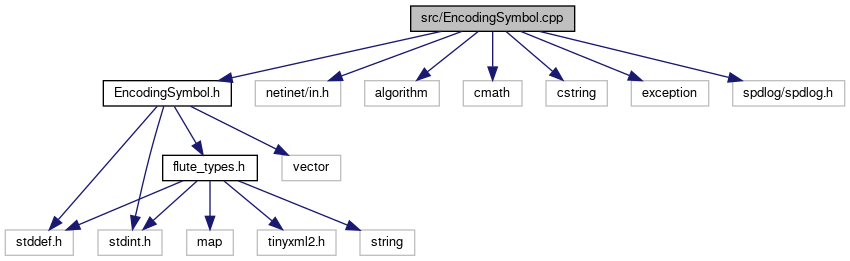 src/EncodingSymbol.cpp
EncodingSymbol.h
netinet/in.h
algorithm
cmath
cstring
exception
spdlog/spdlog.h
flute_types.h
vector
stddef.h
stdint.h
map
tinyxml2.h
string